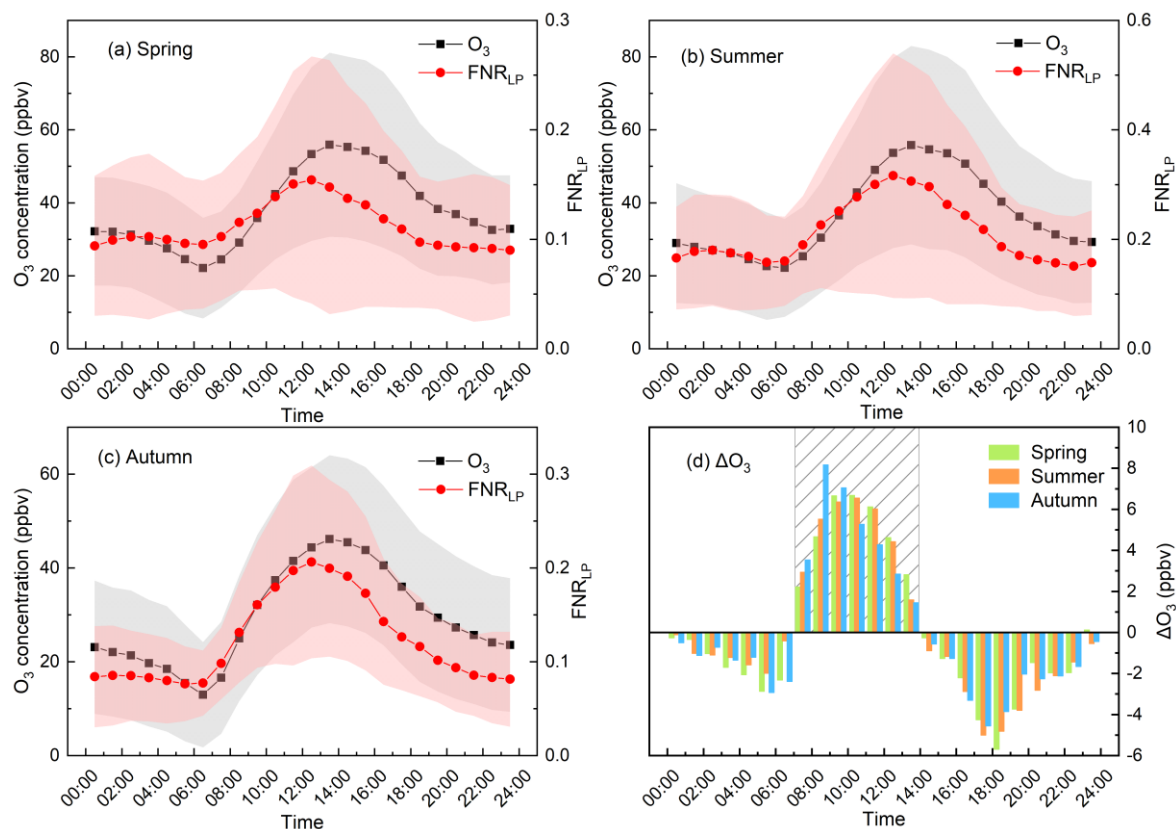 (a) Spring
O₃
FNR_LP
O₃ concentration (ppbv)
80
60
40
20
0
FNR_LP
0.3
0.2
0.1
0.0
00:00 02:00 04:00 06:00 08:00 10:00 12:00 14:00 16:00 18:00 20:00 22:00 24:00
Time
(b) Summer
O₃
FNR_LP
O₃ concentration (ppbv)
80
60
40
20
0
FNR_LP
0.6
0.4
0.2
0.0
00:00 02:00 04:00 06:00 08:00 10:00 12:00 14:00 16:00 18:00 20:00 22:00 24:00
Time
(c) Autumn
O₃
FNR_LP
O₃ concentration (ppbv)
60
40
20
0
FNR_LP
0.3
0.2
0.1
0.0
00:00 02:00 04:00 06:00 08:00 10:00 12:00 14:00 16:00 18:00 20:00 22:00 24:00
Time
(d) ΔO₃
Spring
Summer
Autumn
ΔO₃ (ppbv)
10
8
6
4
2
0
-2
-4
-6
00:00 02:00 04:00 06:00 08:00 10:00 12:00 14:00 16:00 18:00 20:00 22:00 24:00
Time